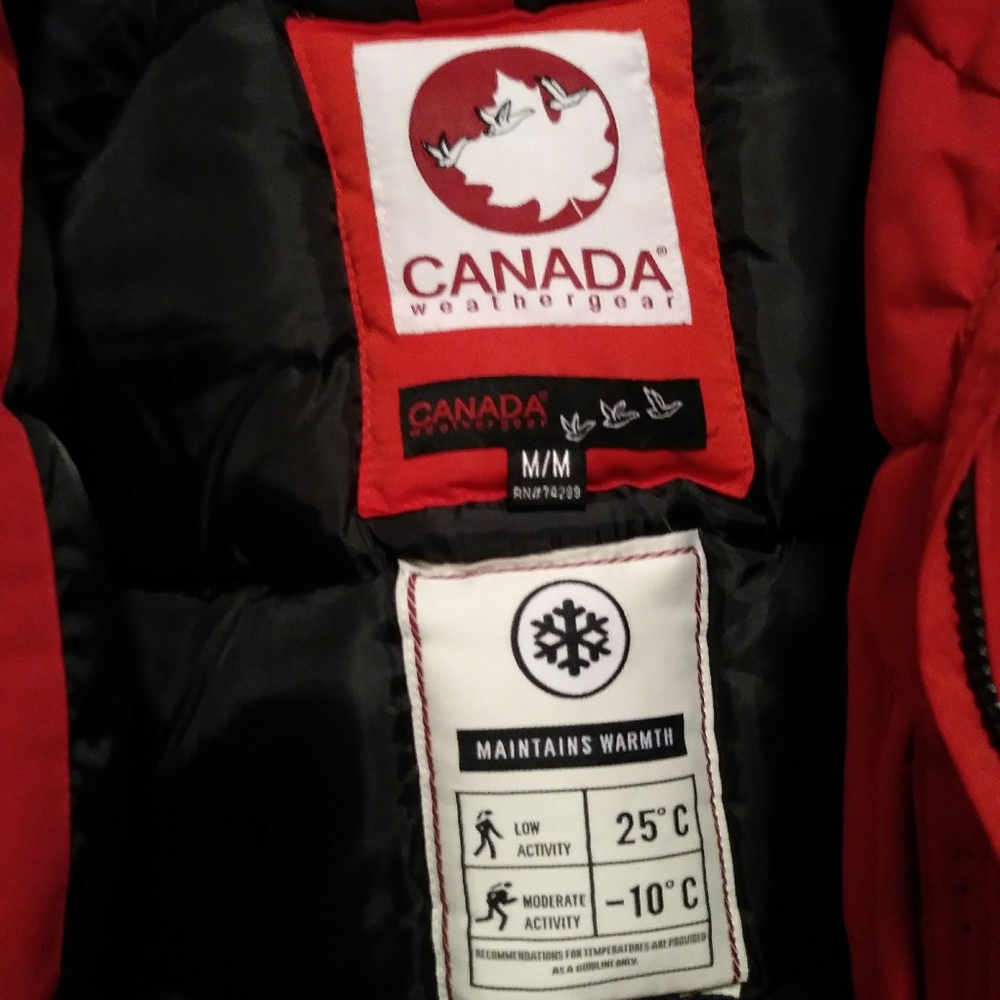 CANADA®
weathergear
CANADA®
weathergear
M/M
RN#74299
MAINTAINS WARMTH
LOW ACTIVITY
25°C
MODERATE ACTIVITY
-10°C
RECOMMENDATIONS FOR TEMPERATURES ARE PROVIDED
AS A GUIDLINE ONLY.